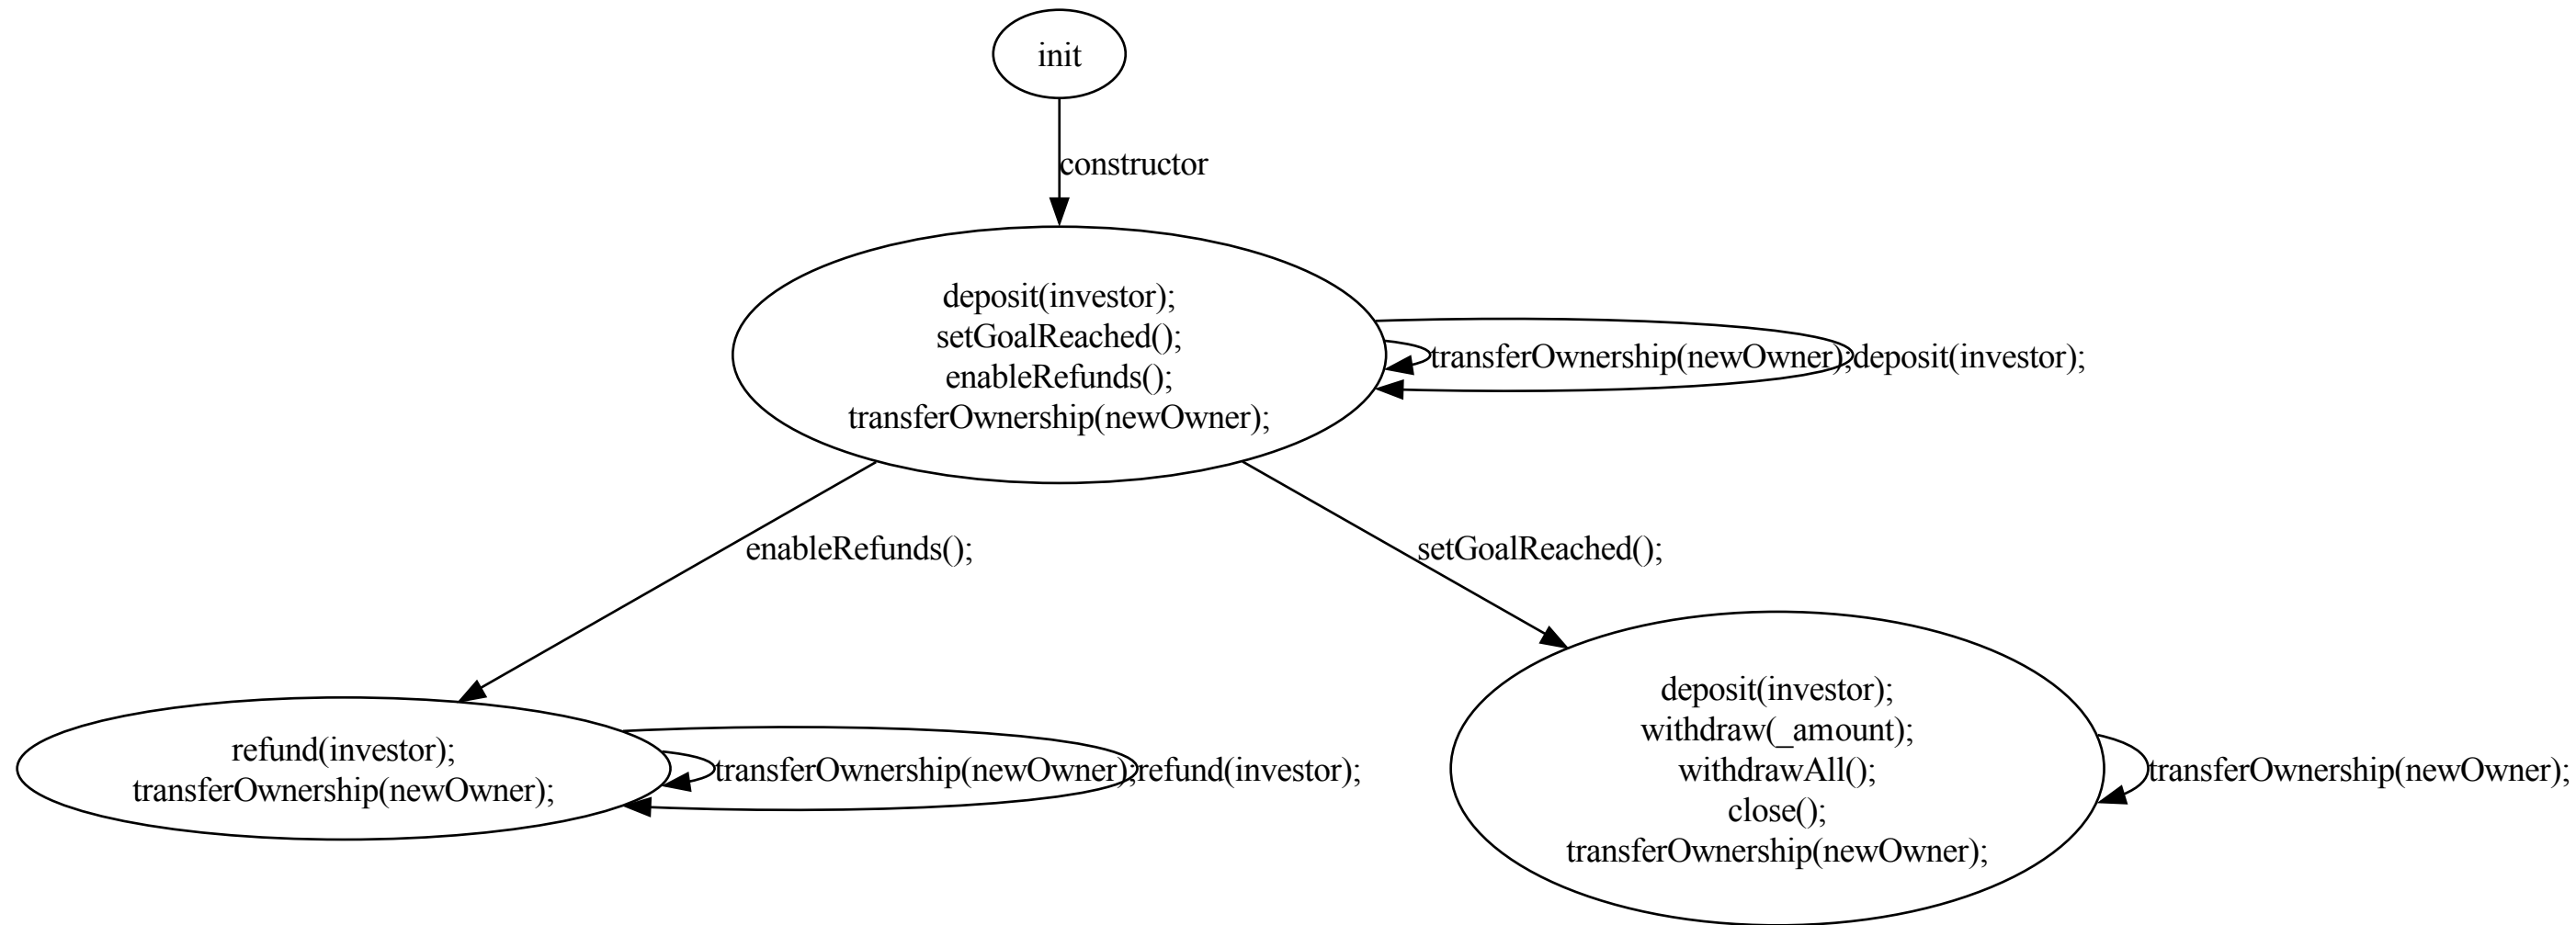 init
constructor
deposit(investor);
setGoalReached();
enableRefunds();
transferOwnership(newOwner);
transferOwnership(newOwner);
deposit(investor);
enableRefunds();
setGoalReached();
refund(investor);
transferOwnership(newOwner);
transferOwnership(newOwner);
refund(investor);
deposit(investor);
withdraw(_amount);
withdrawAll();
close();
transferOwnership(newOwner);
transferOwnership(newOwner);